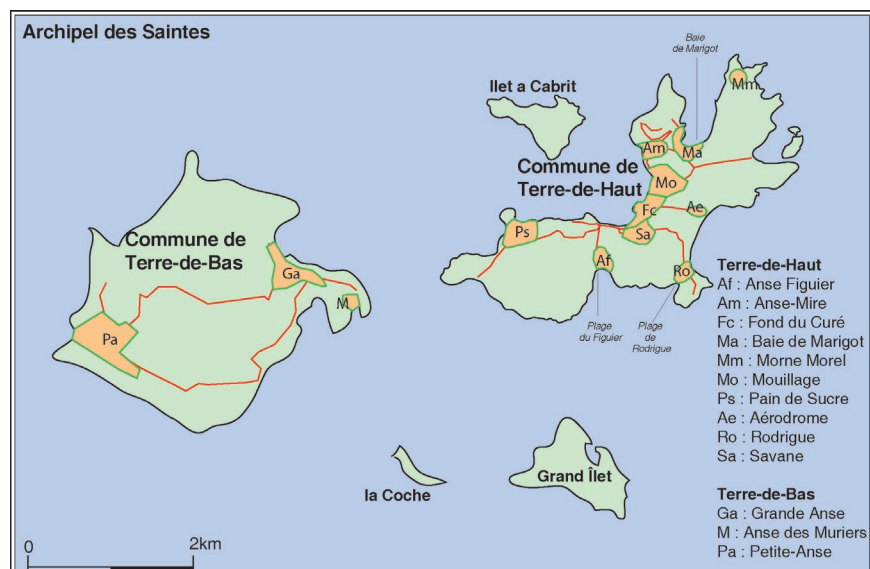 Archipel des Saintes
Baie
de Marigot
Mm
Ilet a Cabrit
Am
Ma
Commune de
Terre-de-Haut
Mo
Fc
Ae
Ps
Sa
Commune de
Terre-de-Bas
Af
Ga
Ro
M
Pa
Plage
du Figuier
Plage
de
Rodrigue
Terre-de-Haut
Af : Anse Figuier
Am : Anse-Mire
Fc : Fond du Curé
Ma : Baie de Marigot
Mm : Morne Morel
Mo : Mouillage
Ps : Pain de Sucre
Ae : Aérodrome
Ro : Rodrigue
Sa : Savane
Terre-de-Bas
Ga : Grande Anse
M : Anse des Muriers
Pa : Petite-Anse
Grand Îlet
la Coche
0
2km